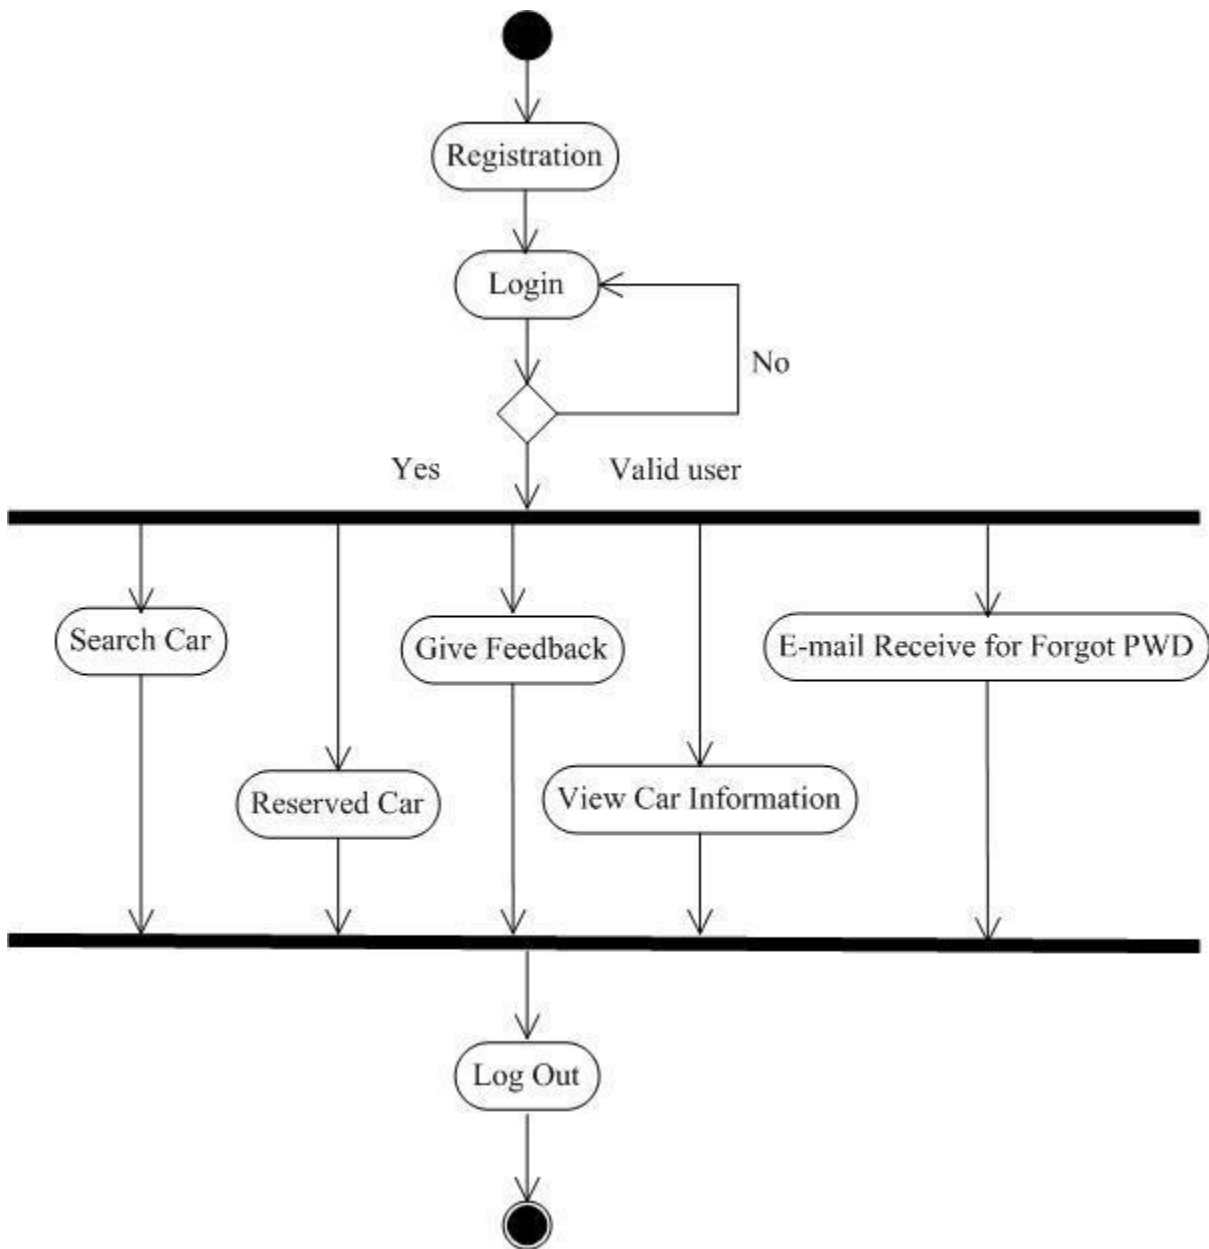 Registration
Login
No
Yes
Valid user
Search Car
Give Feedback
E-mail Receive for Forgot PWD
Reserved Car
View Car Information
Log Out